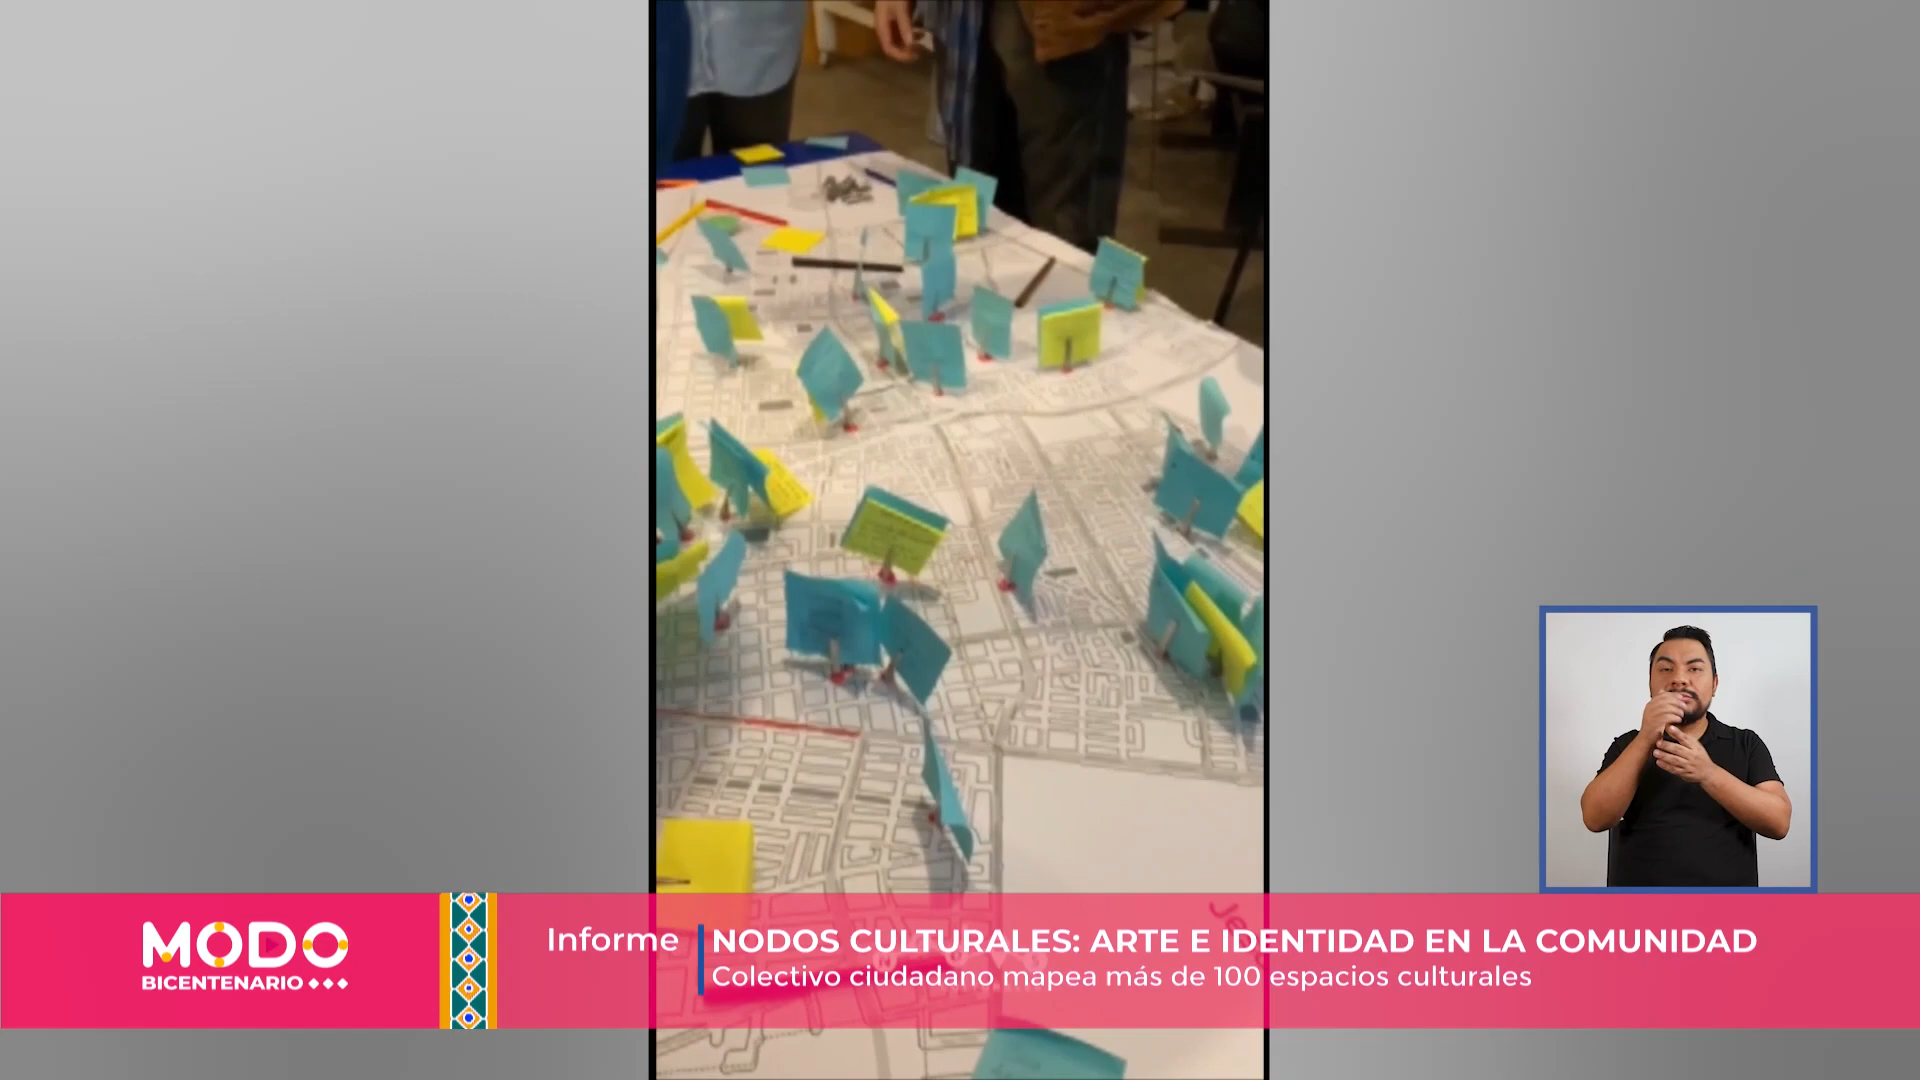 MODO
BICENTENARIO
Informe
NODOS CULTURALES: ARTE E IDENTIDAD EN LA COMUNIDAD
Colectivo ciudadano mapea más de 100 espacios culturales